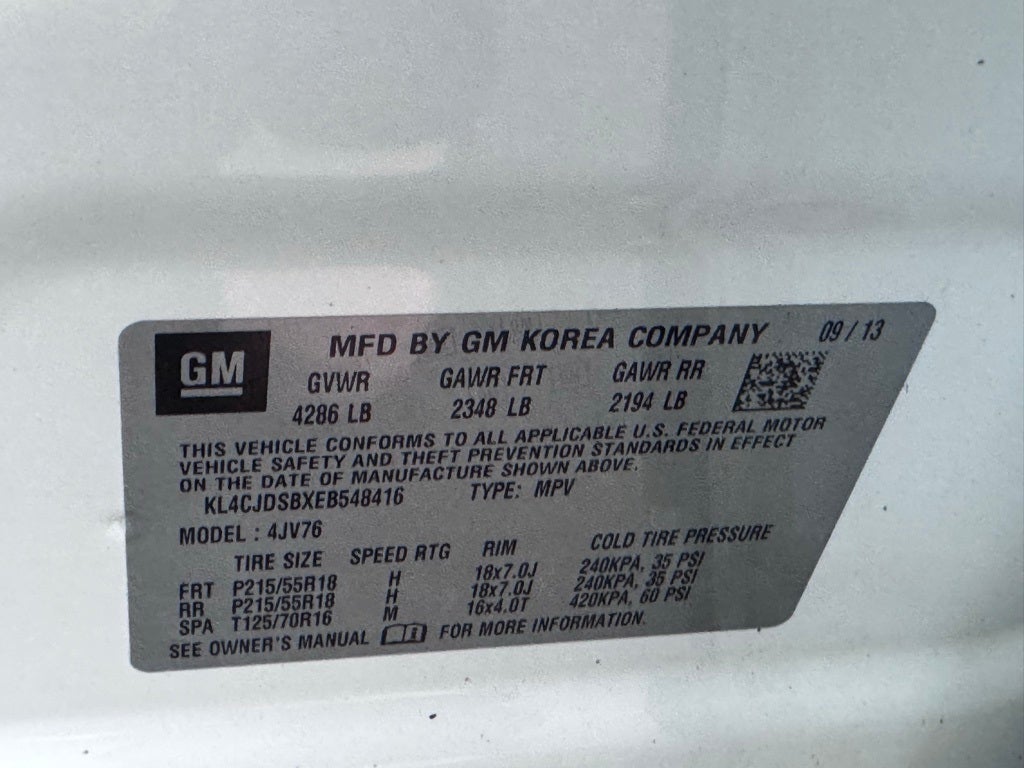 GM
MFD BY GM KOREA COMPANY 09/13
GVWR GAWR FRT GAWR RR
4286 LB 2348 LB 2194 LB
THIS VEHICLE CONFORMS TO ALL APPLICABLE U.S. FEDERAL MOTOR
VEHICLE SAFETY AND THEFT PREVENTION STANDARDS IN EFFECT
ON THE DATE OF MANUFACTURE SHOWN ABOVE.
KL4CJDSBXEB548416 TYPE: MPV
MODEL : 4JV76
TIRE SIZE SPEED RTG RIM COLD TIRE PRESSURE
FRT P215/55R18 H 18x7.0J 240KPA, 35 PSI
RR P215/55R18 H 18x7.0J 240KPA, 35 PSI
SPA T125/70R16 M 16x4.0T 420KPA, 60 PSI
SEE OWNER'S MANUAL FOR MORE INFORMATION.